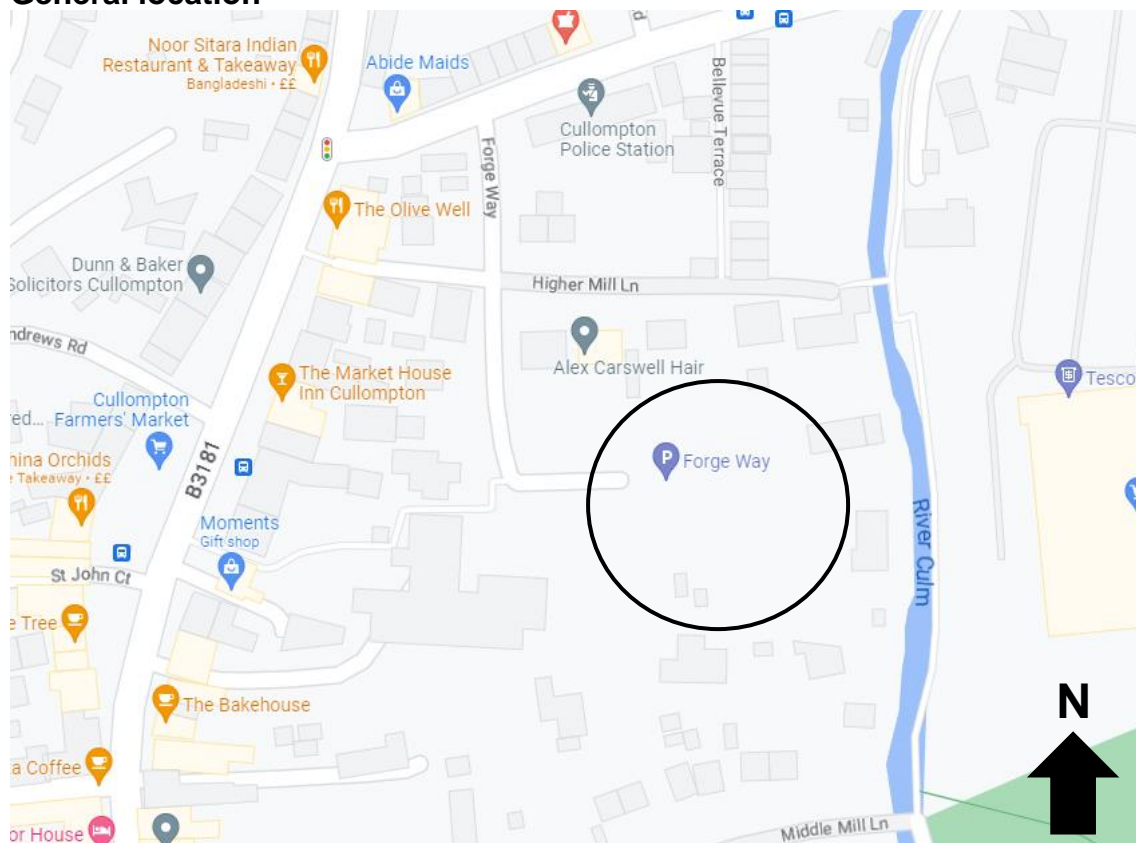 General location
Noor Sitara Indian
Restaurant & Takeaway
Bangladeshi • ££
Abide Maids
Cullompton
Police Station
Bellevue Terrace
Forge Way
The Olive Well
Dunn & Baker
Solicitors Cullompton
Higher Mill Ln
Alex Carswell Hair
ndrews Rd
The Market House
Inn Cullompton
Tesco
Cullompton
Farmers' Market
red...
B3181
P
Forge Way
hina Orchids
e Takeaway • ££
Moments
Gift shop
St John Ct
River Culm
e Tree
The Bakehouse
N
a Coffee
or House
Middle Mill Ln